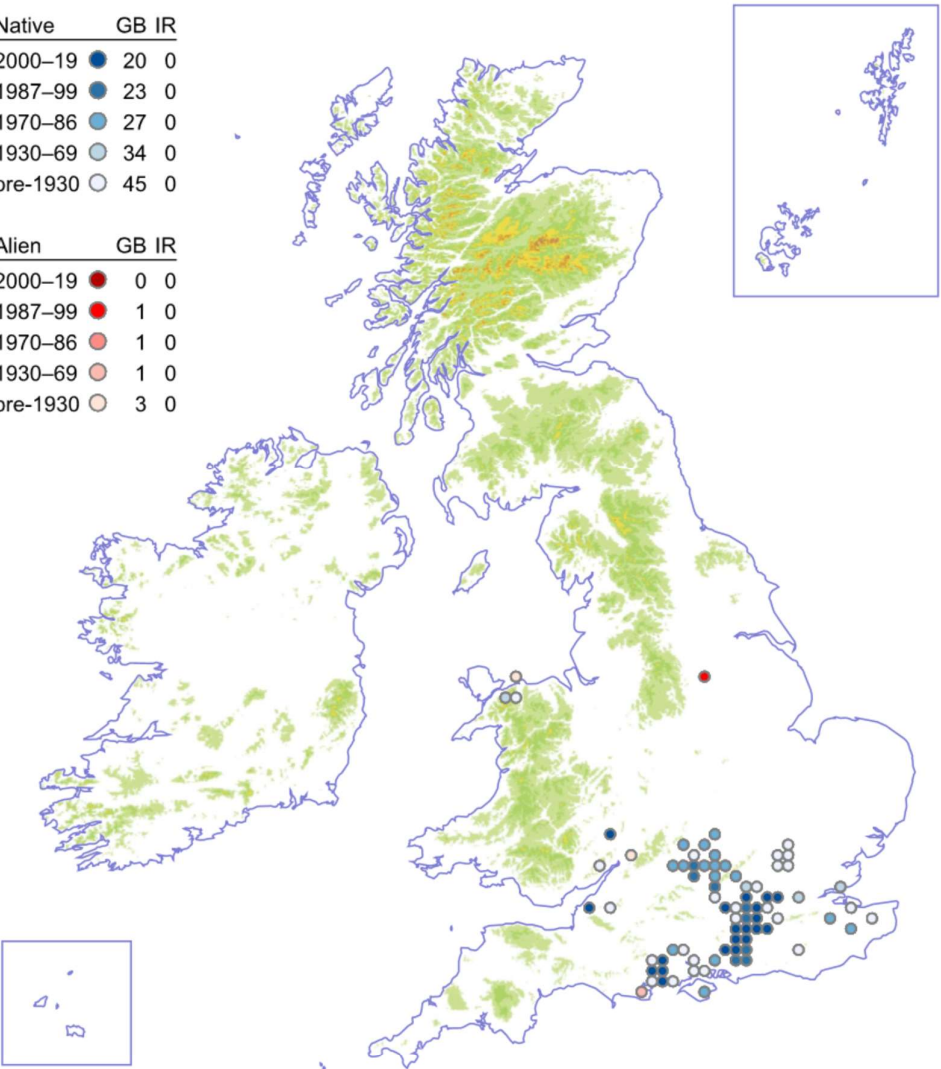 Native GB IR
2000–19 20 0
1987–99 23 0
1970–86 27 0
1930–69 34 0
pre-1930 45 0
Alien GB IR
2000–19 0 0
1987–99 1 0
1970–86 1 0
1930–69 1 0
pre-1930 3 0